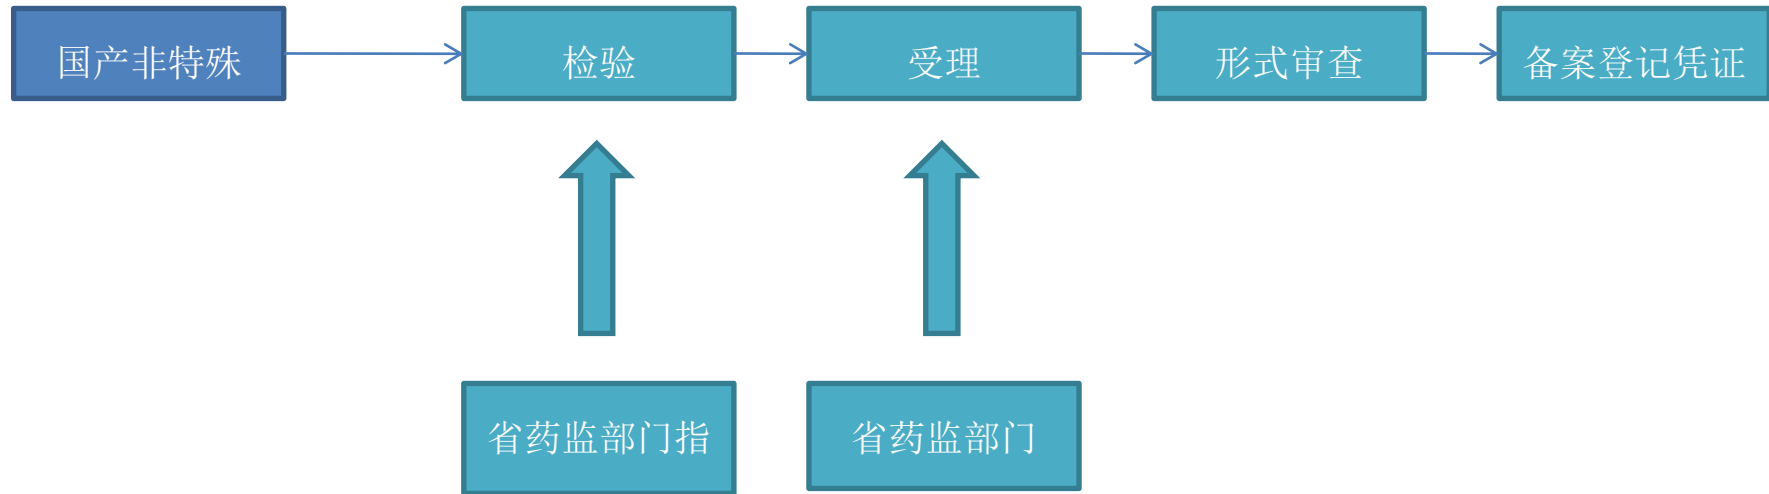 国产非特殊
检验
受理
形式审查
备案登记凭证
省药监部门指
省药监部门